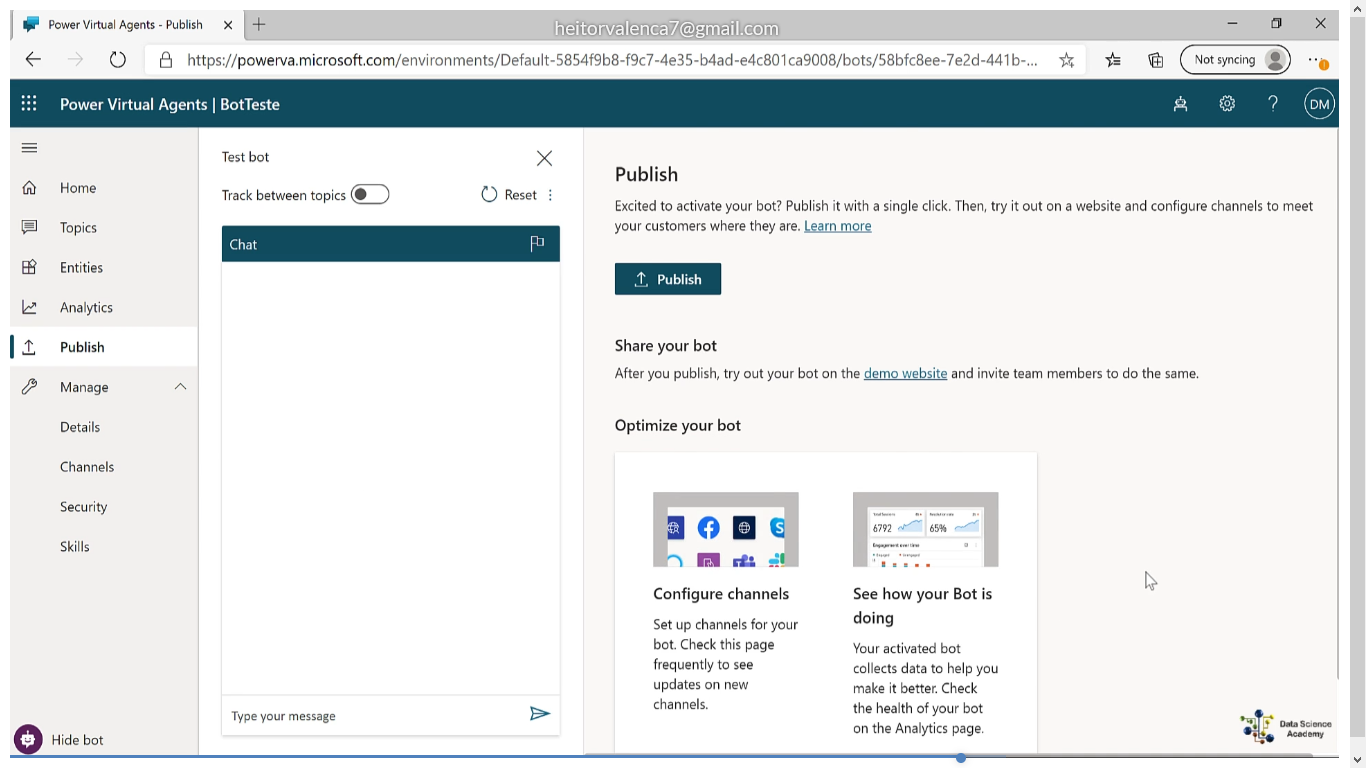 Power Virtual Agents - Publish
heitorvalenca7@gmail.com
https://powerva.microsoft.com/environments/Default-5854f9b8-f9c7-4e35-b4ad-e4c801ca9008/bots/58bfc8ee-7e2d-441b-...
Not syncing
Power Virtual Agents | BotTeste
DM
Home
Topics
Entities
Analytics
Publish
Manage
Details
Channels
Security
Skills
Hide bot
Test bot
Track between topics
Reset
Chat
Type your message
Publish
Excited to activate your bot? Publish it with a single click. Then, try it out on a website and configure channels to meet
your customers where they are. Learn more
Publish
Share your bot
After you publish, try out your bot on the demo website and invite team members to do the same.
Optimize your bot
Configure channels
Set up channels for your
bot. Check this page
frequently to see
updates on new
channels.
6792
65%
Engagement over time
See how your Bot is
doing
Your activated bot
collects data to help you
make it better. Check
the health of your bot
on the Analytics page.
Data Science
Academy